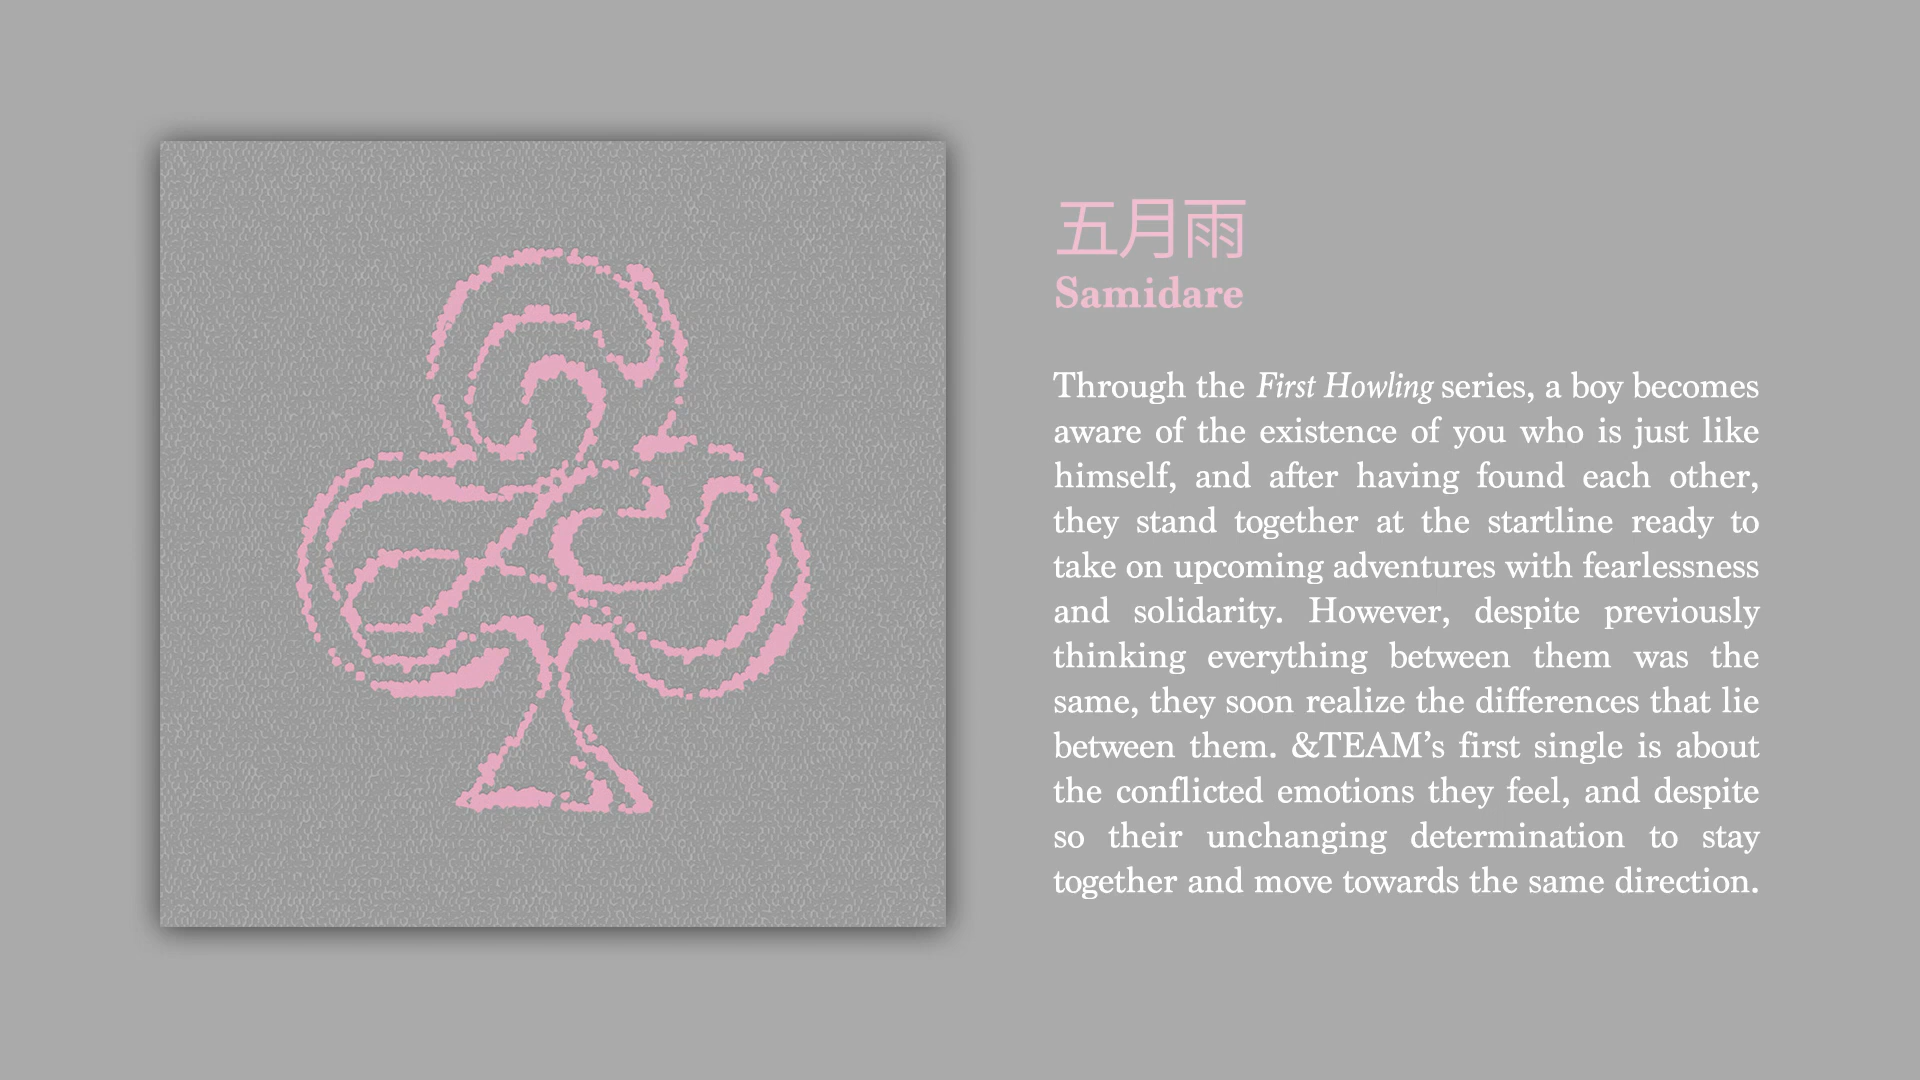 五月雨
Samidare
Through the First Howling series, a boy becomes
aware of the existence of you who is just like
himself, and after having found each other,
they stand together at the startline ready to
take on upcoming adventures with fearlessness
and solidarity. However, despite previously
thinking everything between them was the
same, they soon realize the differences that lie
between them. &TEAM’s first single is about
the conflicted emotions they feel, and despite
so their unchanging determination to stay
together and move towards the same direction.